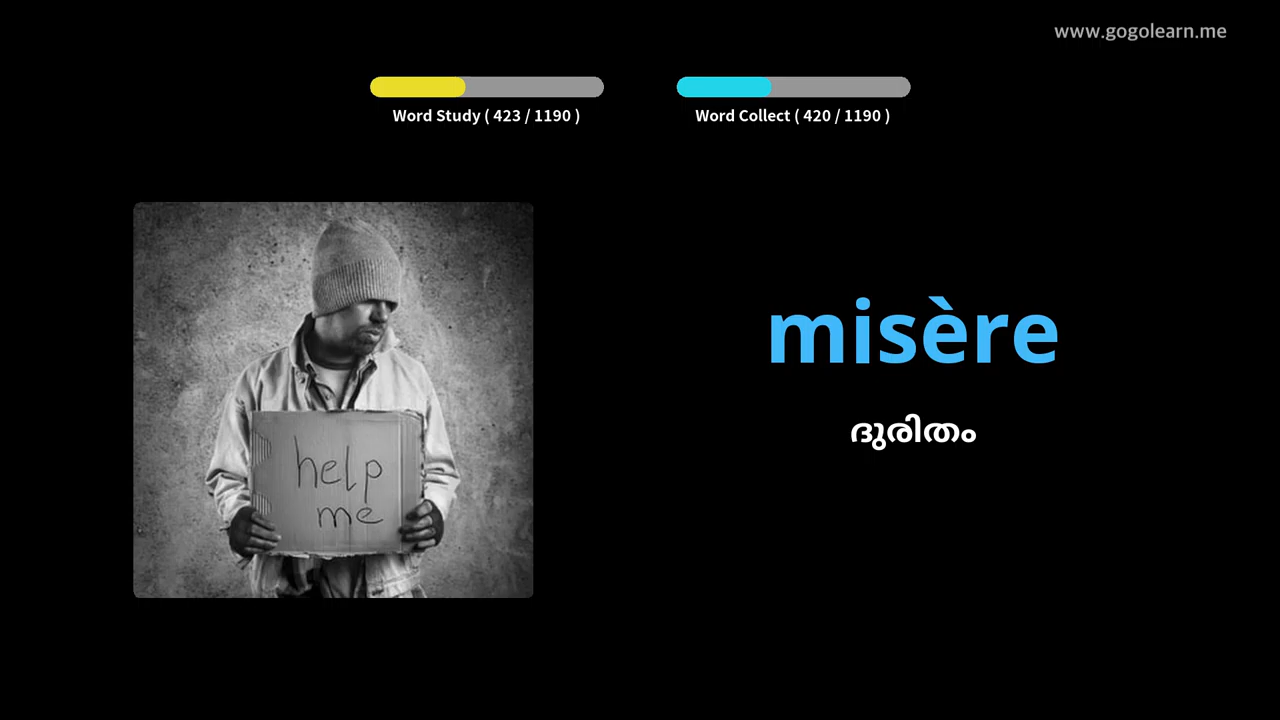 www.gogolearn.me
Word Study ( 423 / 1190 )
Word Collect ( 420 / 1190 )
misère
ദുരിതം
help
me